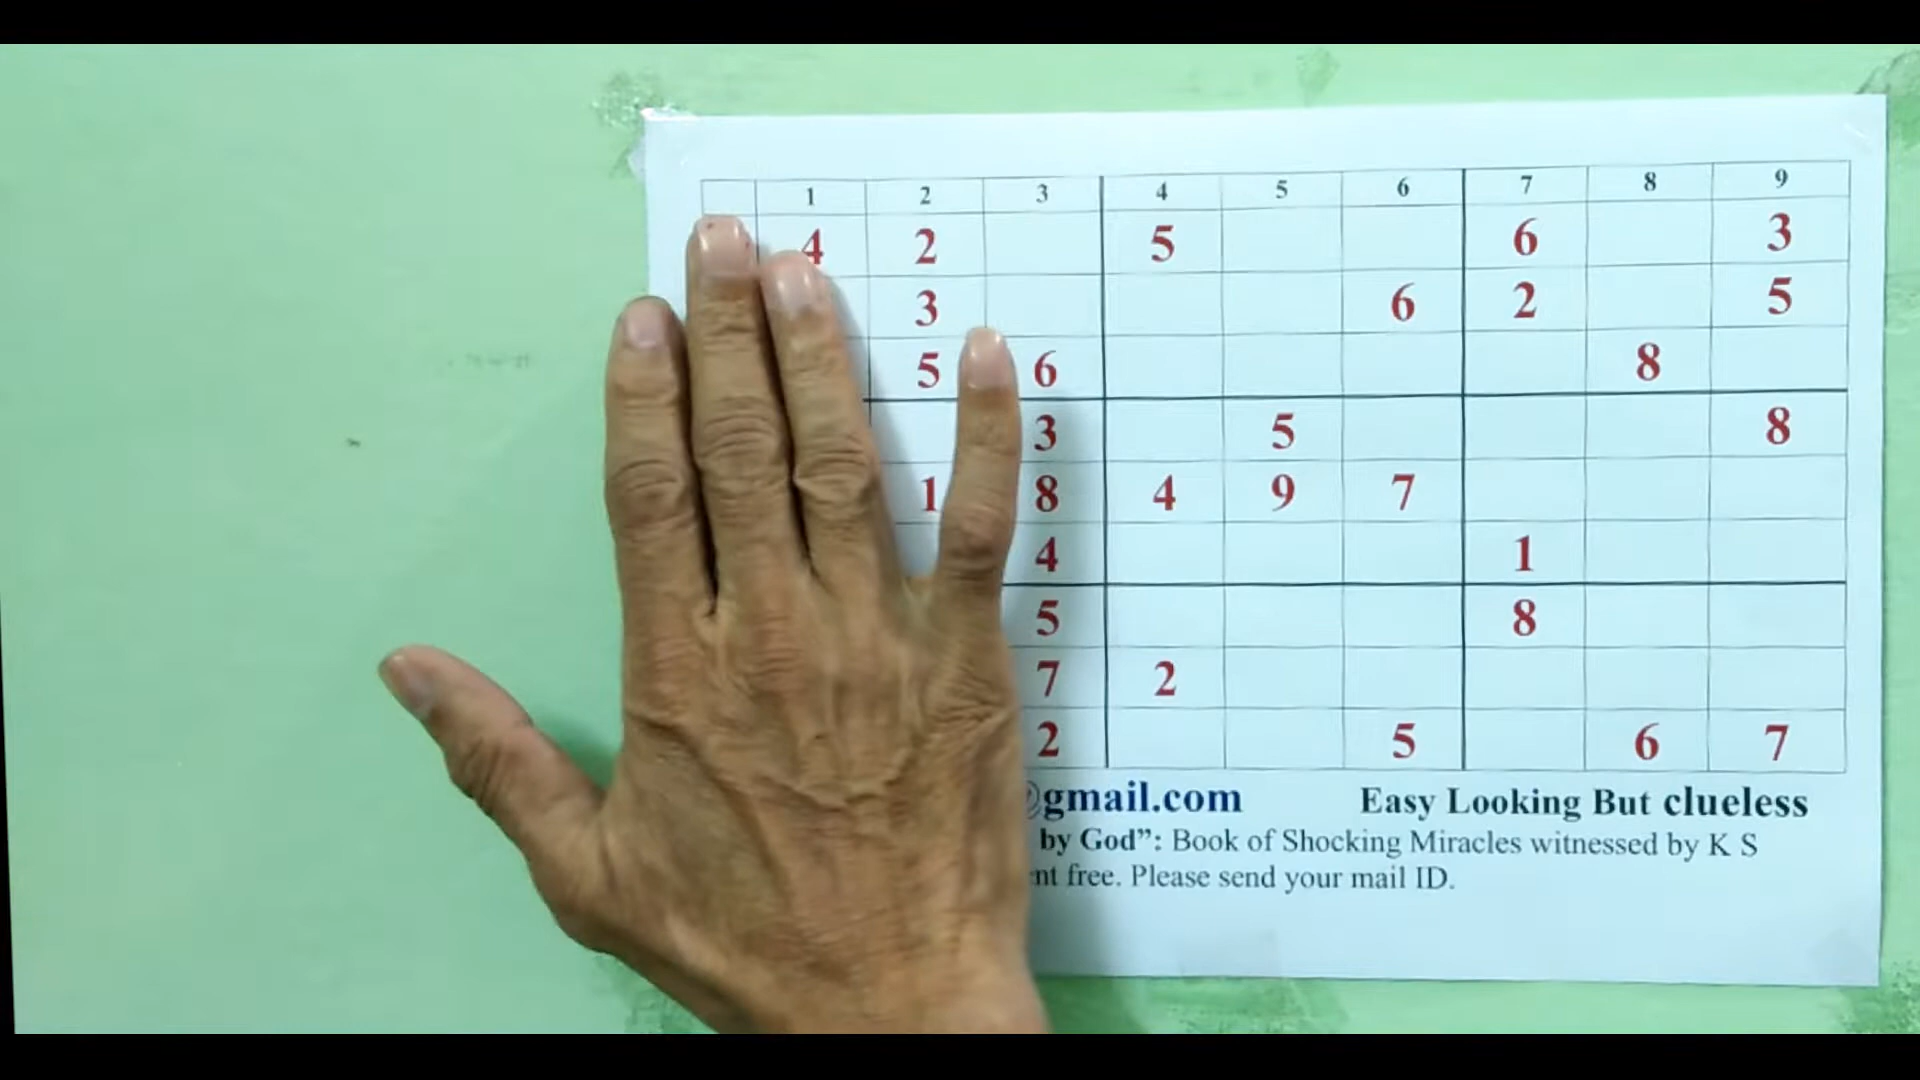 1 2 3 4 5 6 7 8 9
4 2 5 6 3
3 6 2 5
5 6 8
3 5 8
1 8 4 9 7
4 1
5 8
7 2
2 5 6 7
@gmail.com Easy Looking But clueless
by God”: Book of Shocking Miracles witnessed by K S
nt free. Please send your mail ID.